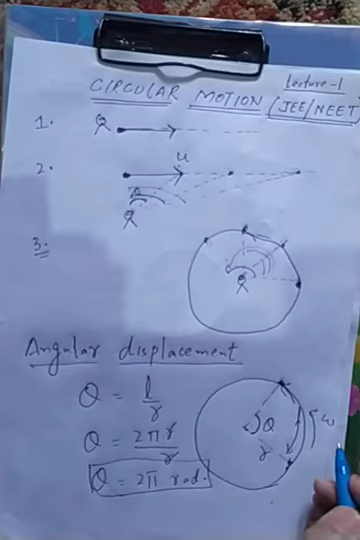 Lecture-1
CIRCULAR MOTION (JEE/NEET)
1.
2.
u
3.
Angular displacement
θ = l/r
θ = 2πr/r
θ = 2π rad.
θ
r
ω